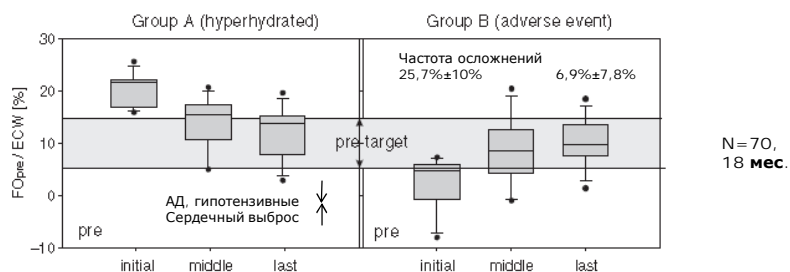 Group A (hyperhydrated)
Group B (adverse event)
30
20
10
0
−10
FOpre / ECW [%]
Частота осложнений
25,7%±10% 6,9%±7,8%
pre-target
АД, гипотензивные
Сердечный выброс
pre
pre
initial middle last
initial middle last
N=70,
18 мес.